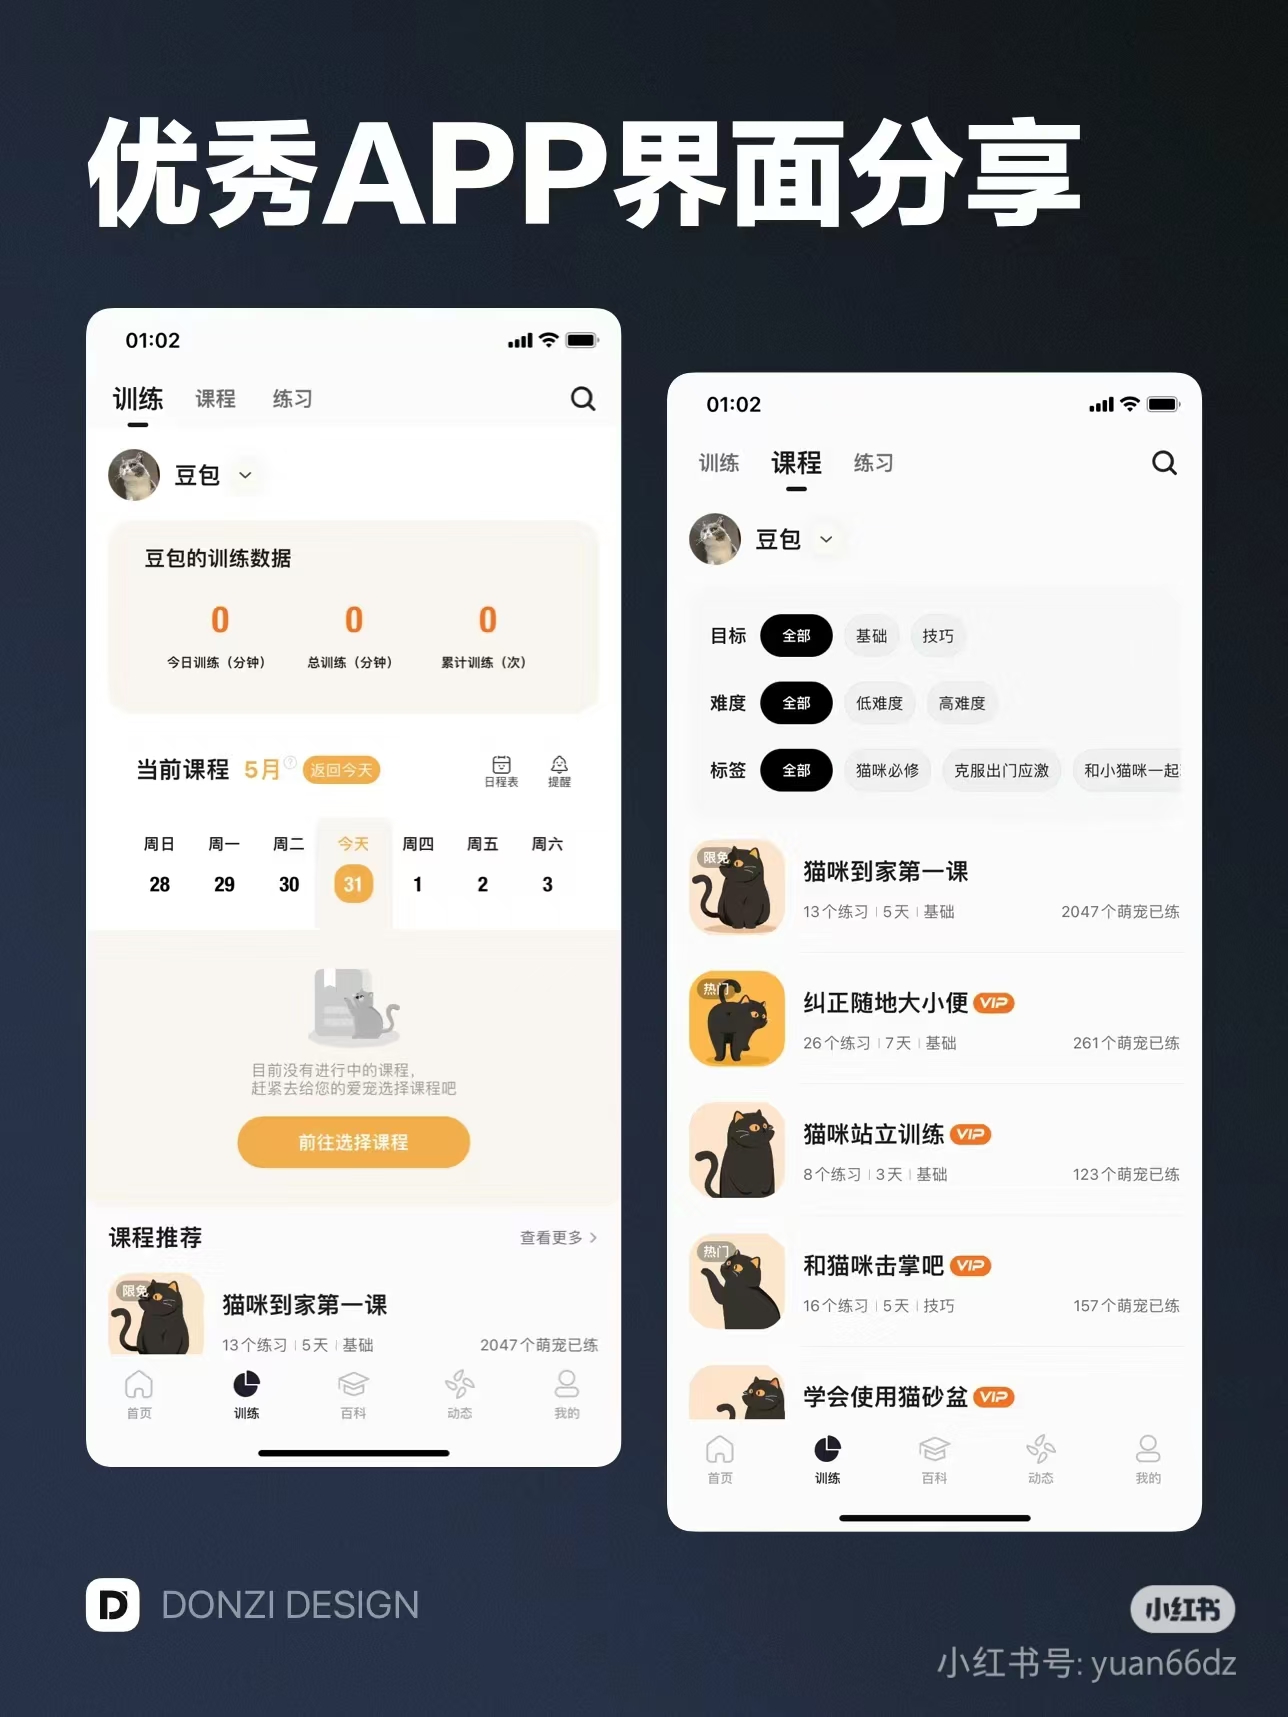 优秀APP界面分享
01:02
训练 课程 练习
豆包
豆包的训练数据
0 0 0
今日训练（分钟） 总训练（分钟） 累计训练（次）
当前课程 5月 ? 返回今天 日程表 提醒
周日 周一 周二 今天 周四 周五 周六
28 29 30 31 1 2 3
目前没有进行中的课程，
赶紧去给您的爱宠选择课程吧
前往选择课程
课程推荐 查看更多
限免
猫咪到家第一课
13个练习 | 5天 | 基础 2047个萌宠已练
首页 训练 百科 动态 我的
01:02
训练 课程 练习
豆包
目标 全部 基础 技巧
难度 全部 低难度 高难度
标签 全部 猫咪必修 克服出门应激 和小猫咪一起
限免
猫咪到家第一课
13个练习 | 5天 | 基础 2047个萌宠已练
热门
纠正随地大小便 VIP
26个练习 | 7天 | 基础 261个萌宠已练
猫咪站立训练 VIP
8个练习 | 3天 | 基础 123个萌宠已练
热门
和猫咪击掌吧 VIP
16个练习 | 5天 | 技巧 157个萌宠已练
学会使用猫砂盆 VIP
首页 训练 百科 动态 我的
D DONZI DESIGN
小红书
小红书号: yuan66dz